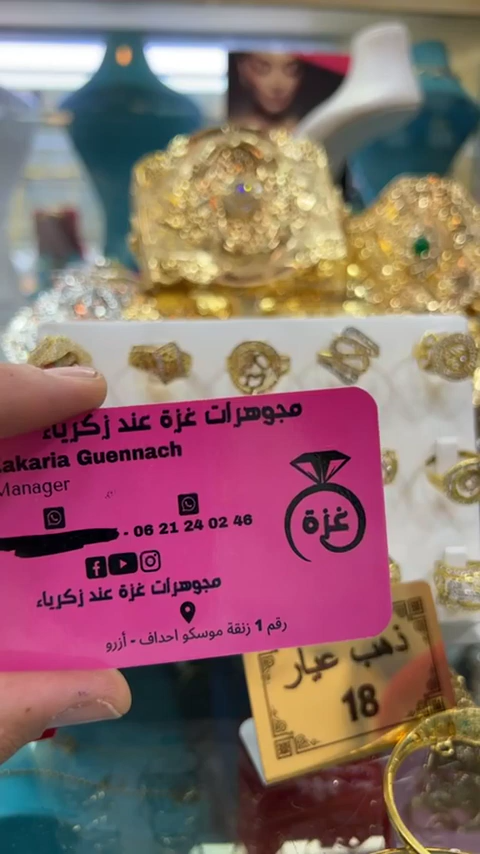 مجوهرات غزة عند زكرياء
akaria Guennach
Manager
- 06 21 24 02 46
غزة
مجوهرات غزة عند زكرياء
رقم 1 زنقة موسكو احداف - أزرو
ذهب عيار
18